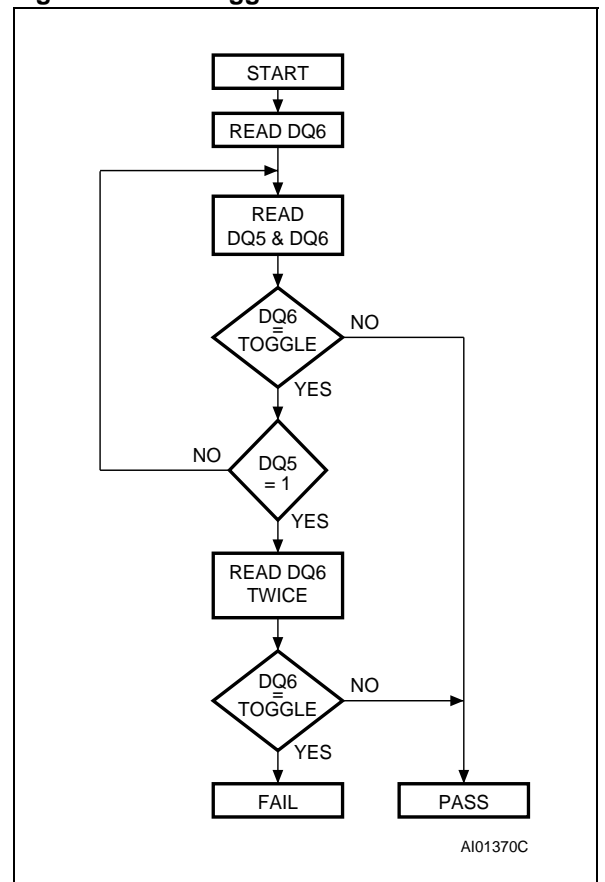 START
READ DQ6
READ
DQ5 & DQ6
DQ6
=
TOGGLE
NO
YES
NO
DQ5
= 1
YES
READ DQ6
TWICE
DQ6
=
TOGGLE
NO
YES
FAIL
PASS
AI01370C